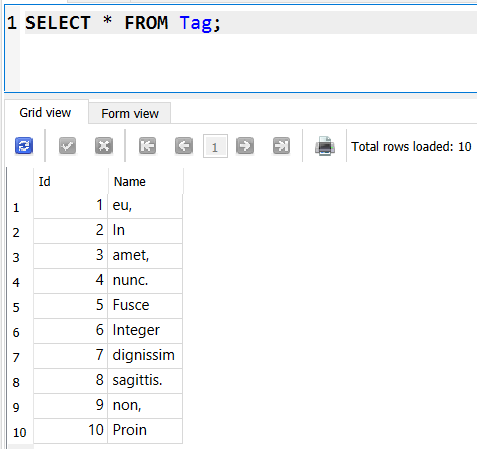 1 SELECT * FROM Tag;
Grid view Form view
1 Total rows loaded: 10
Id Name
1 1 eu,
2 2 In
3 3 amet,
4 4 nunc.
5 5 Fusce
6 6 Integer
7 7 dignissim
8 8 sagittis.
9 9 non,
10 10 Proin